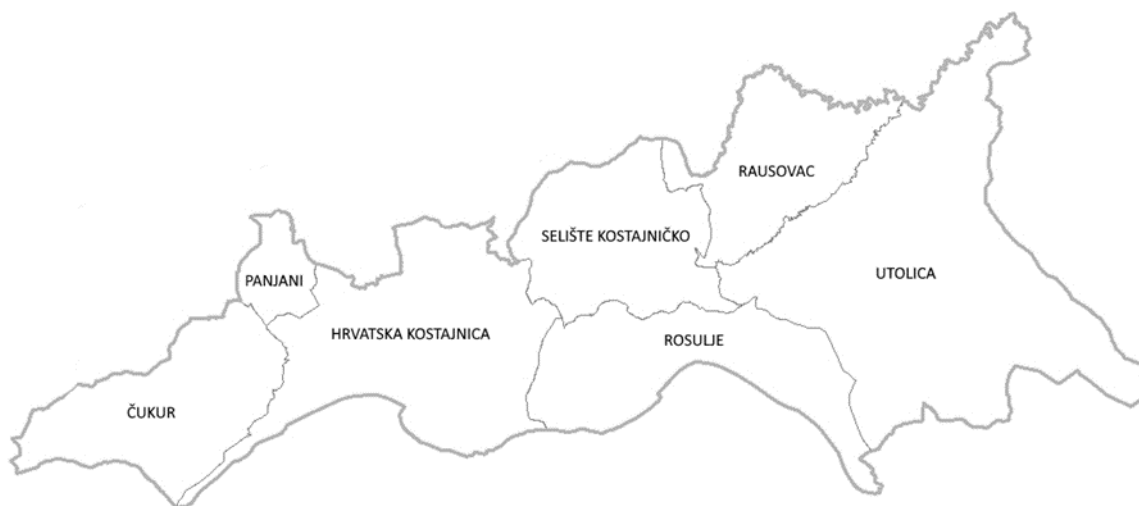 RAUSOVAC
SELIŠTE KOSTAJNIČKO
UTOLICA
PANJANI
HRVATSKA KOSTAJNICA
ROSULJE
ČUKUR